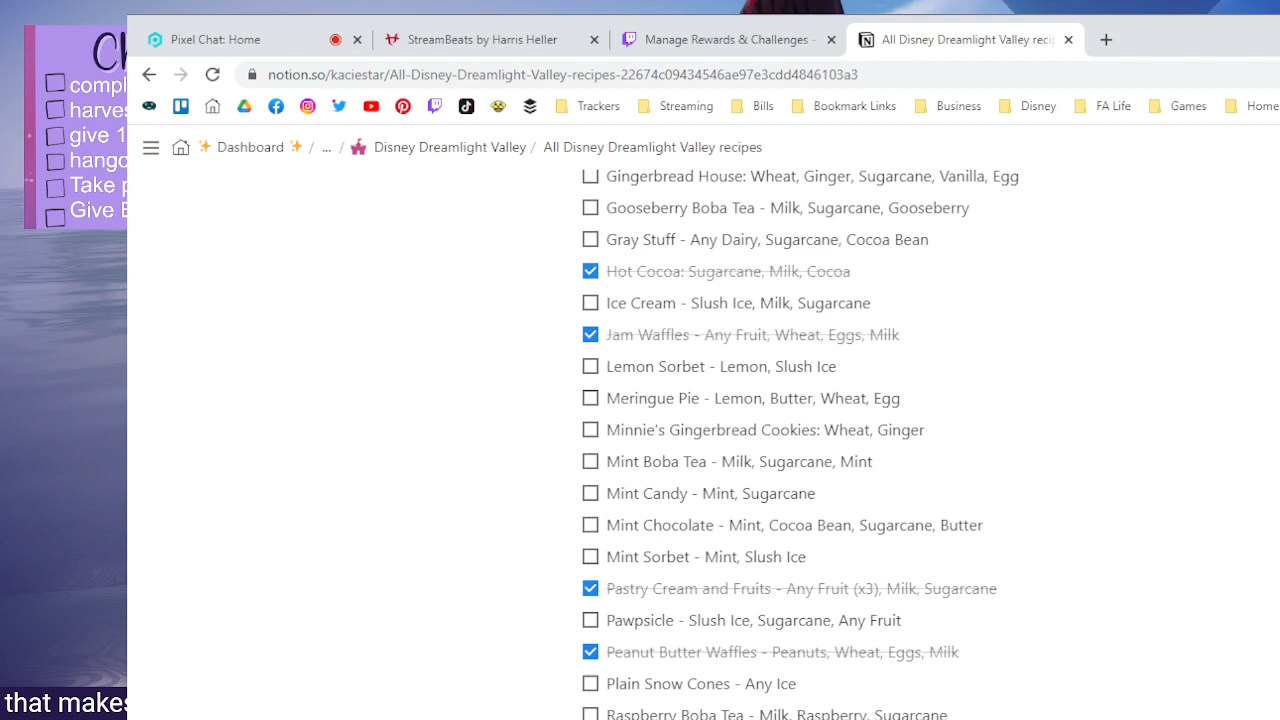 Pixel Chat: Home
StreamBeats by Harris Heller
Manage Rewards & Challenges -
All Disney Dreamlight Valley recip
notion.so/kaciestar/All-Disney-Dreamlight-Valley-recipes-22674c09434546ae97e3cdd4846103a3
Trackers
Streaming
Bills
Bookmark Links
Business
Disney
FA Life
Games
Home
Dashboard / ... / Disney Dreamlight Valley / All Disney Dreamlight Valley recipes
Ch
compl
harves
give 1
hango
Take p
Give E
Gingerbread House: Wheat, Ginger, Sugarcane, Vanilla, Egg
Gooseberry Boba Tea - Milk, Sugarcane, Gooseberry
Gray Stuff - Any Dairy, Sugarcane, Cocoa Bean
Hot Cocoa: Sugarcane, Milk, Cocoa
Ice Cream - Slush Ice, Milk, Sugarcane
Jam Waffles - Any Fruit, Wheat, Eggs, Milk
Lemon Sorbet - Lemon, Slush Ice
Meringue Pie - Lemon, Butter, Wheat, Egg
Minnie's Gingerbread Cookies: Wheat, Ginger
Mint Boba Tea - Milk, Sugarcane, Mint
Mint Candy - Mint, Sugarcane
Mint Chocolate - Mint, Cocoa Bean, Sugarcane, Butter
Mint Sorbet - Mint, Slush Ice
Pastry Cream and Fruits - Any Fruit (x3), Milk, Sugarcane
Pawpsicle - Slush Ice, Sugarcane, Any Fruit
Peanut Butter Waffles - Peanuts, Wheat, Eggs, Milk
Plain Snow Cones - Any Ice
Raspberry Boba Tea - Milk, Raspberry, Sugarcane
that makes